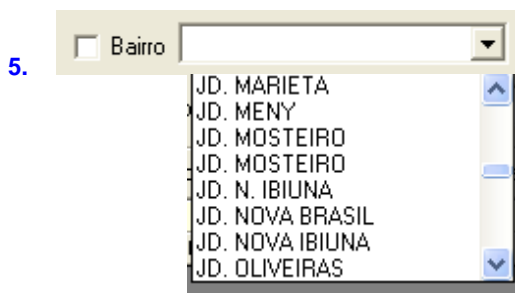 5. Bairro
JD. MARIETA
JD. MENY
JD. MOSTEIRO
JD. MOSTEIRO
JD. N. IBIUNA
JD. NOVA BRASIL
JD. NOVA IBIUNA
JD. OLIVEIRAS